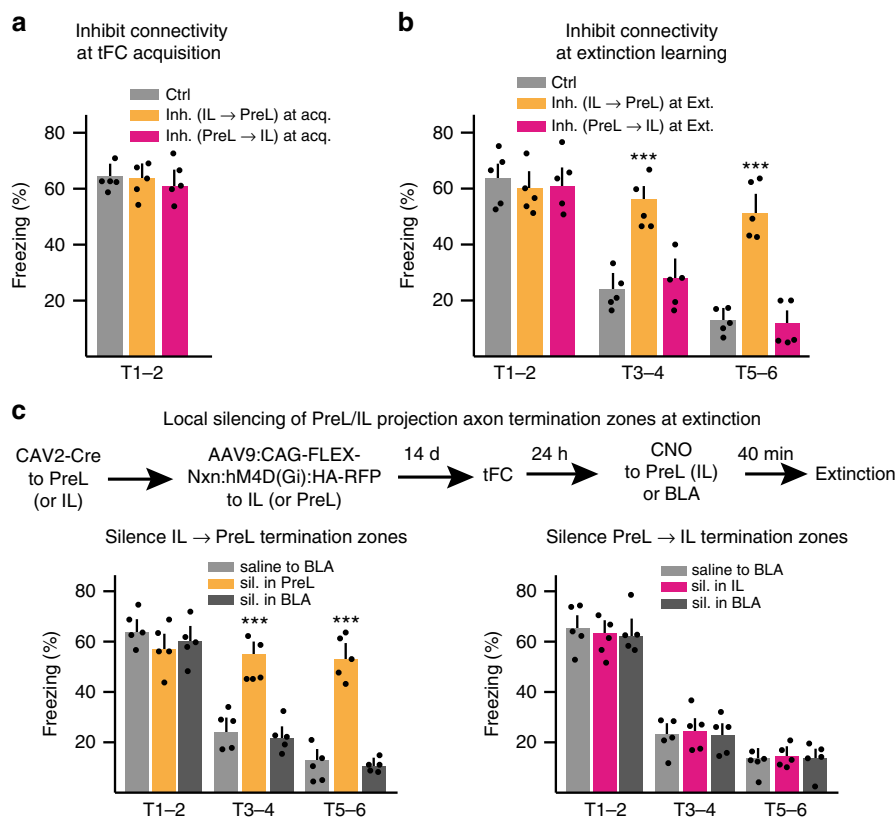 a
Inhibit connectivity
at tFC acquisition
Ctrl
Inh. (IL → PreL) at acq.
Inh. (PreL → IL) at acq.
Freezing (%)
80
60
40
20
T1–2
b
Inhibit connectivity
at extinction learning
Ctrl
Inh. (IL → PreL) at Ext.
Inh. (PreL → IL) at Ext.
Freezing (%)
80
60
40
20
***
***
T1–2 T3–4 T5–6
c
Local silencing of PreL/IL projection axon termination zones at extinction
CAV2-Cre
to PreL
(or IL)
AAV9:CAG-FLEX-
Nxn:hM4D(Gi):HA-RFP
to IL (or PreL)
14 d
tFC
24 h
CNO
to PreL (IL)
or BLA
40 min
Extinction
Silence IL → PreL termination zones
saline to BLA
sil. in PreL
sil. in BLA
Freezing (%)
80
60
40
20
***
***
T1–2 T3–4 T5–6
Silence PreL → IL termination zones
saline to BLA
sil. in IL
sil. in BLA
Freezing (%)
80
60
40
20
T1–2 T3–4 T5–6